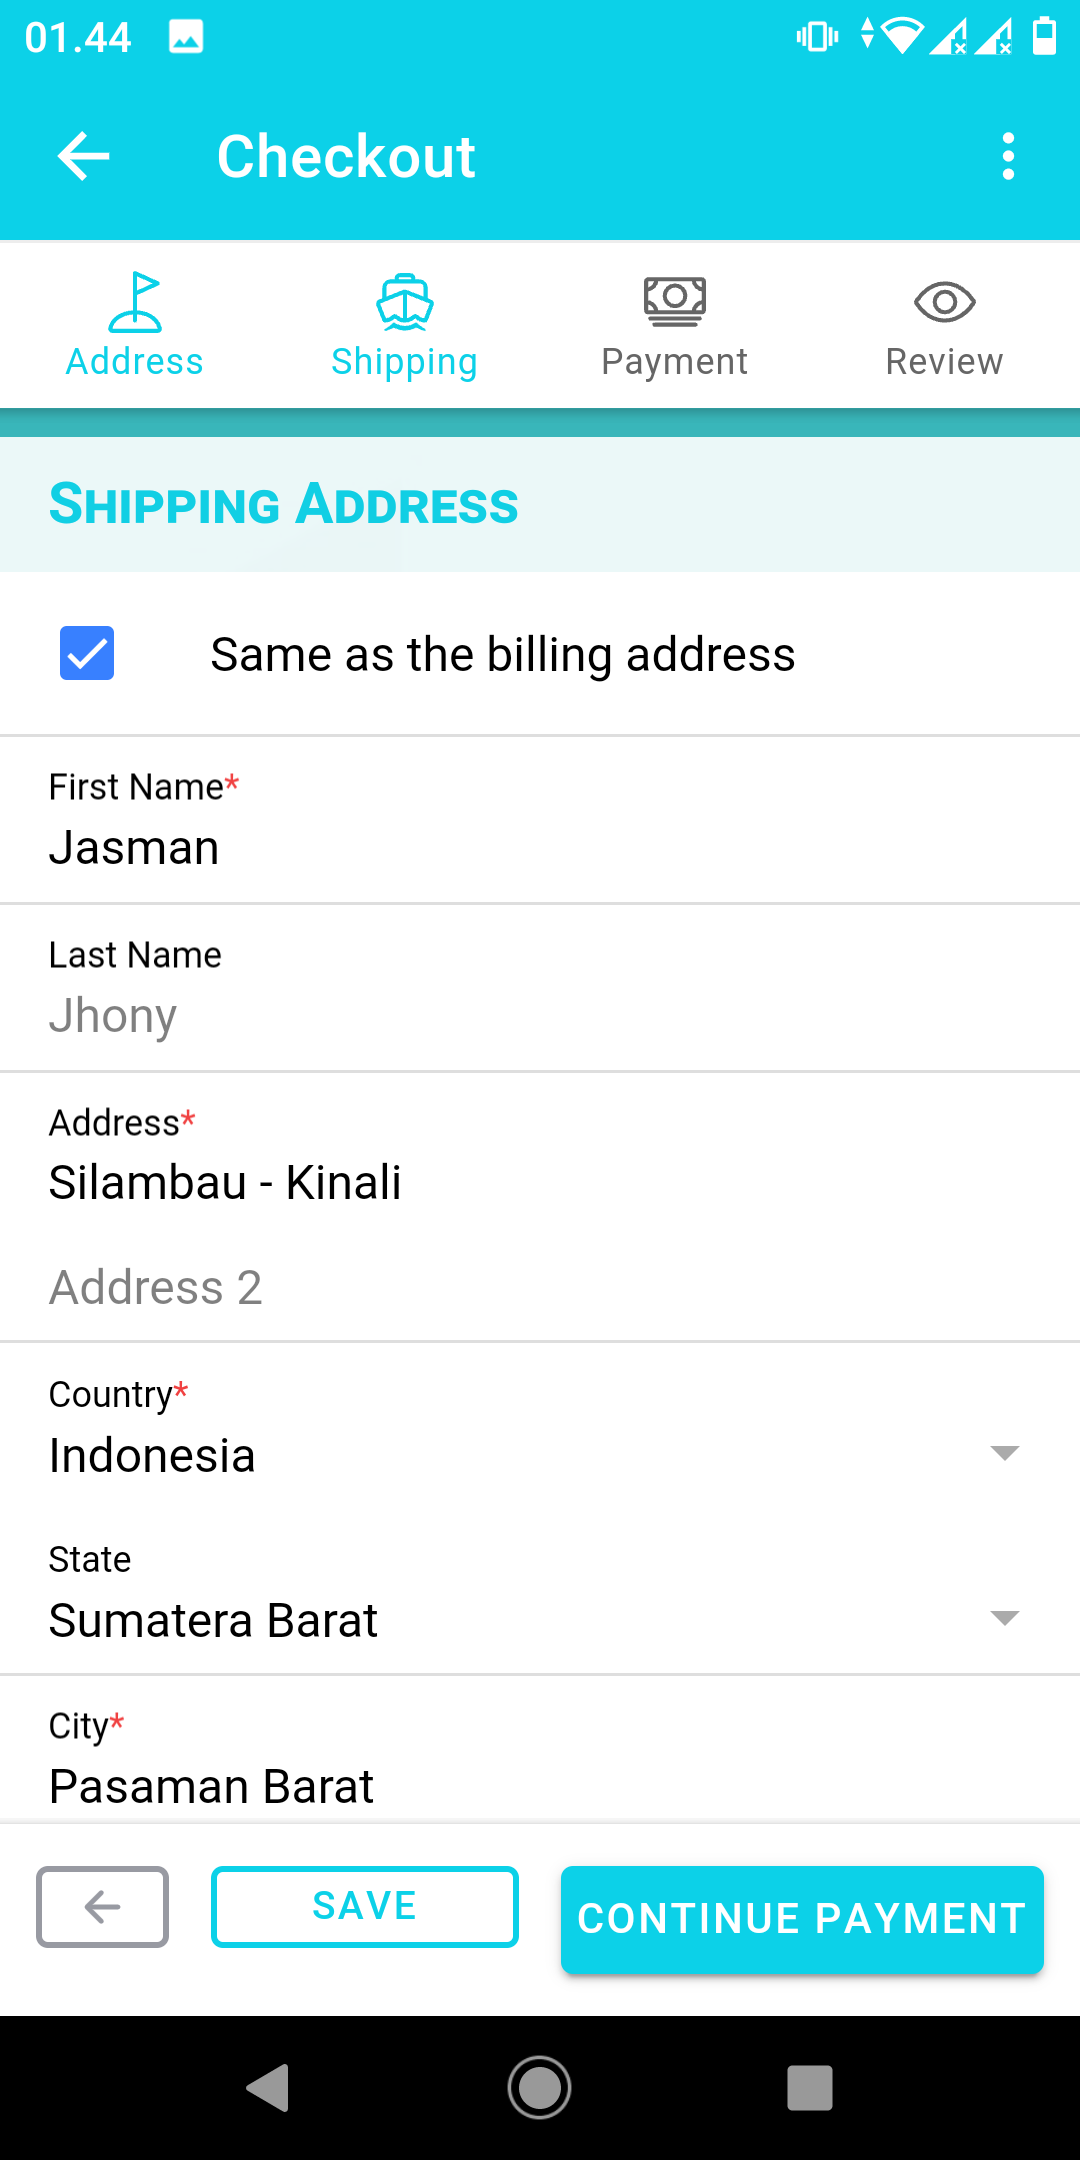 01.44
Checkout
Address Shipping Payment Review
SHIPPING ADDRESS
Same as the billing address
First Name*
Jasman
Last Name
Jhony
Address*
Silambau - Kinali
Address 2
Country*
Indonesia
State
Sumatera Barat
City*
Pasaman Barat
SAVE CONTINUE PAYMENT